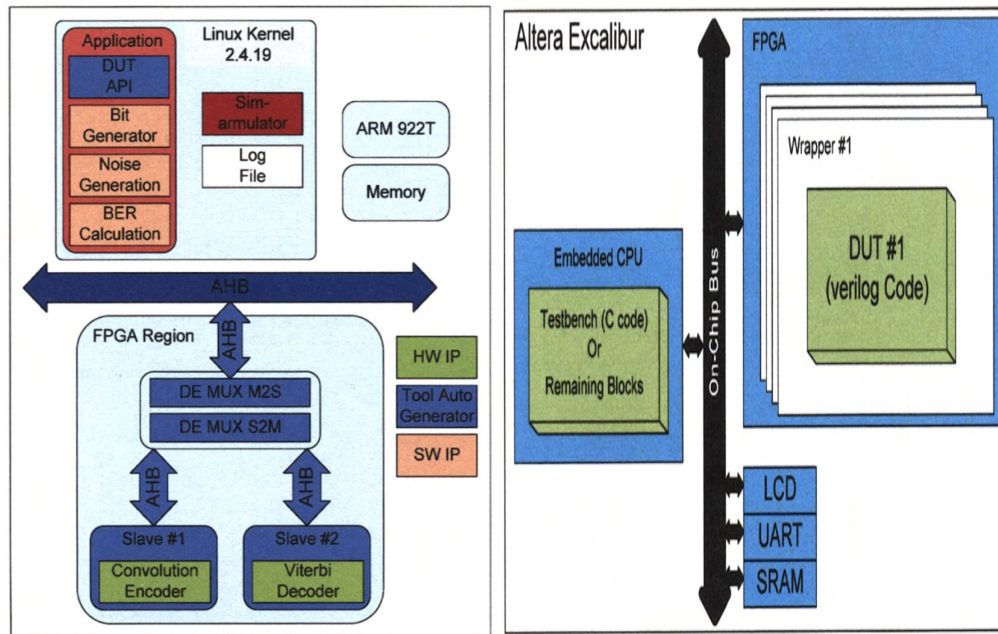 Application
DUT
API
Bit
Generator
Noise
Generation
BER
Calculation
Linux Kernel
2.4.19
Sim-
armulator
Log
File
ARM 922T
Memory
AHB
FPGA Region
AHB
DE MUX M2S
DE MUX S2M
AHB
AHB
Slave #1
Convolution
Encoder
Slave #2
Viterbi
Decoder
HW IP
Tool Auto
Generator
SW IP
Altera Excalibur
On-Chip Bus
FPGA
Wrapper #1
DUT #1
(verilog Code)
Embedded CPU
Testbench (C code)
Or
Remaining Blocks
LCD
UART
SRAM